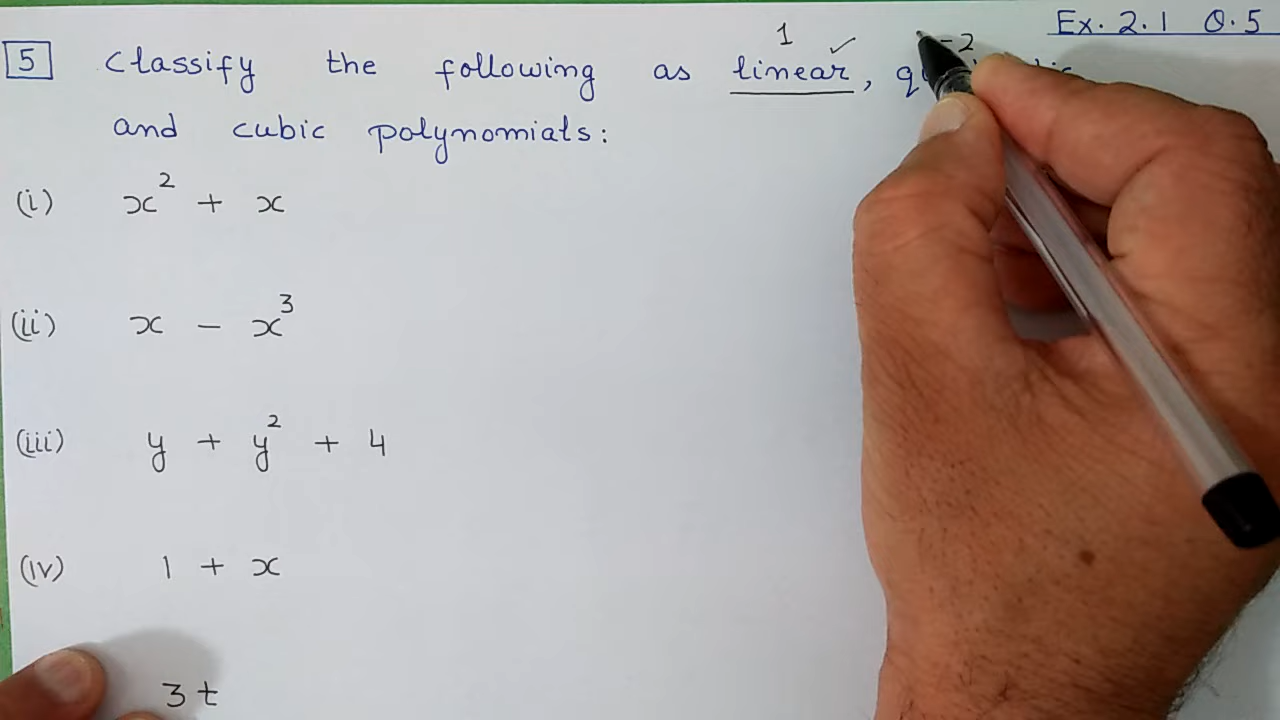 Ex. 2.1 Q.5
1 ✓ -2
5 Classify the following as linear,
and cubic polynomials:
(i) x² + x
(ii) x - x³
(iii) y + y² + 4
(iv) 1 + x
3t